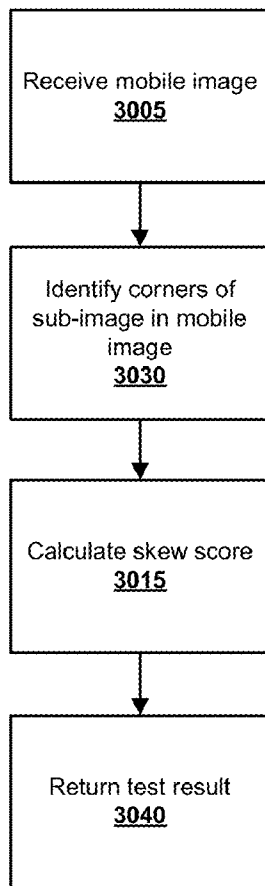 Receive mobile image
3005
Identify corners of
sub-image in mobile
image
3030
Calculate skew score
3015
Return test result
3040